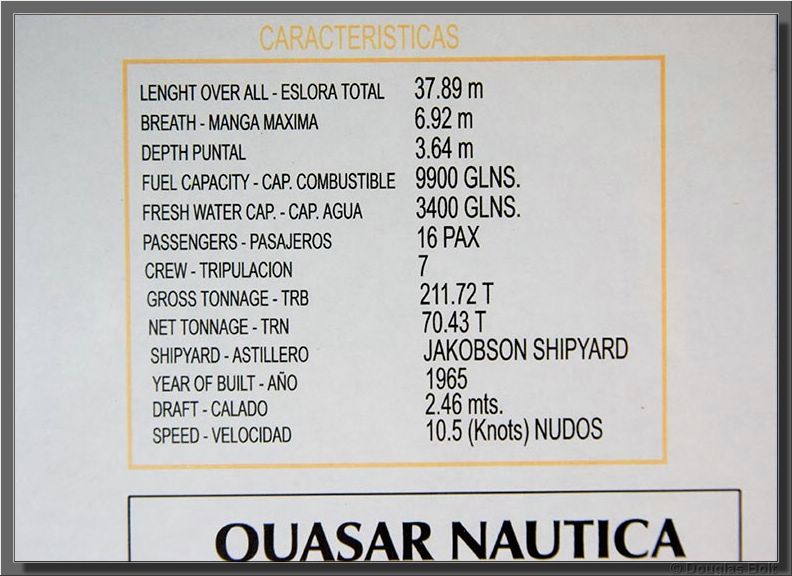 CARACTERISTICAS
LENGHT OVER ALL - ESLORA TOTAL 37.89 m
BREATH - MANGA MAXIMA 6.92 m
DEPTH PUNTAL 3.64 m
FUEL CAPACITY - CAP. COMBUSTIBLE 9900 GLNS.
FRESH WATER CAP. - CAP. AGUA 3400 GLNS.
PASSENGERS - PASAJEROS 16 PAX
CREW - TRIPULACION 7
GROSS TONNAGE - TRB 211.72 T
NET TONNAGE - TRN 70.43 T
SHIPYARD - ASTILLERO JAKOBSON SHIPYARD
YEAR OF BUILT - AÑO 1965
DRAFT - CALADO 2.46 mts.
SPEED - VELOCIDAD 10.5 (Knots) NUDOS
QUASAR NAUTICA
© Douglas Bolt